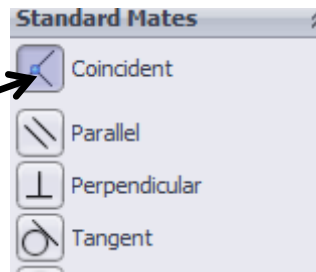 Standard Mates
Coincident
Parallel
Perpendicular
Tangent